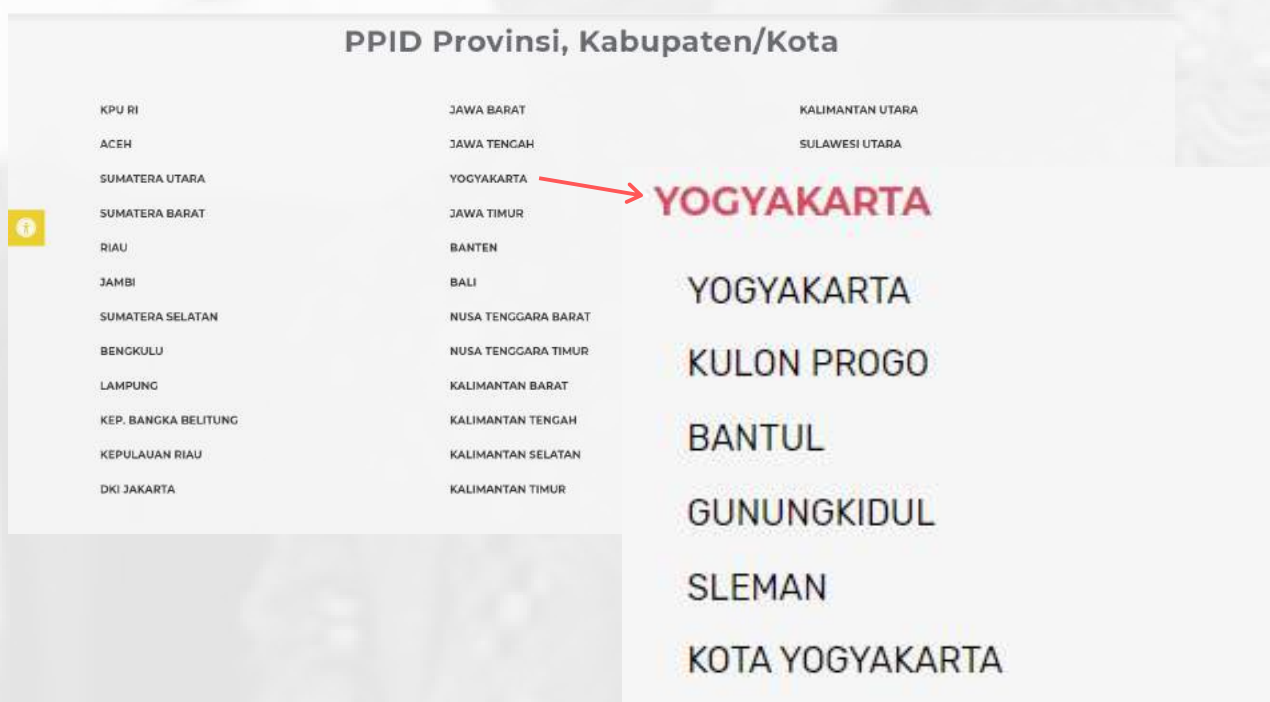 PPID Provinsi, Kabupaten/Kota
KPU RI
ACEH
SUMATERA UTARA
SUMATERA BARAT
RIAU
JAMBI
SUMATERA SELATAN
BENGKULU
LAMPUNG
KEP. BANGKA BELITUNG
KEPULAUAN RIAU
DKI JAKARTA
JAWA BARAT
JAWA TENGAH
YOGYAKARTA
JAWA TIMUR
BANTEN
BALI
NUSA TENGGARA BARAT
NUSA TENGGARA TIMUR
KALIMANTAN BARAT
KALIMANTAN TENGAH
KALIMANTAN SELATAN
KALIMANTAN TIMUR
KALIMANTAN UTARA
SULAWESI UTARA
YOGYAKARTA
YOGYAKARTA
KULON PROGO
BANTUL
GUNUNGKIDUL
SLEMAN
KOTA YOGYAKARTA